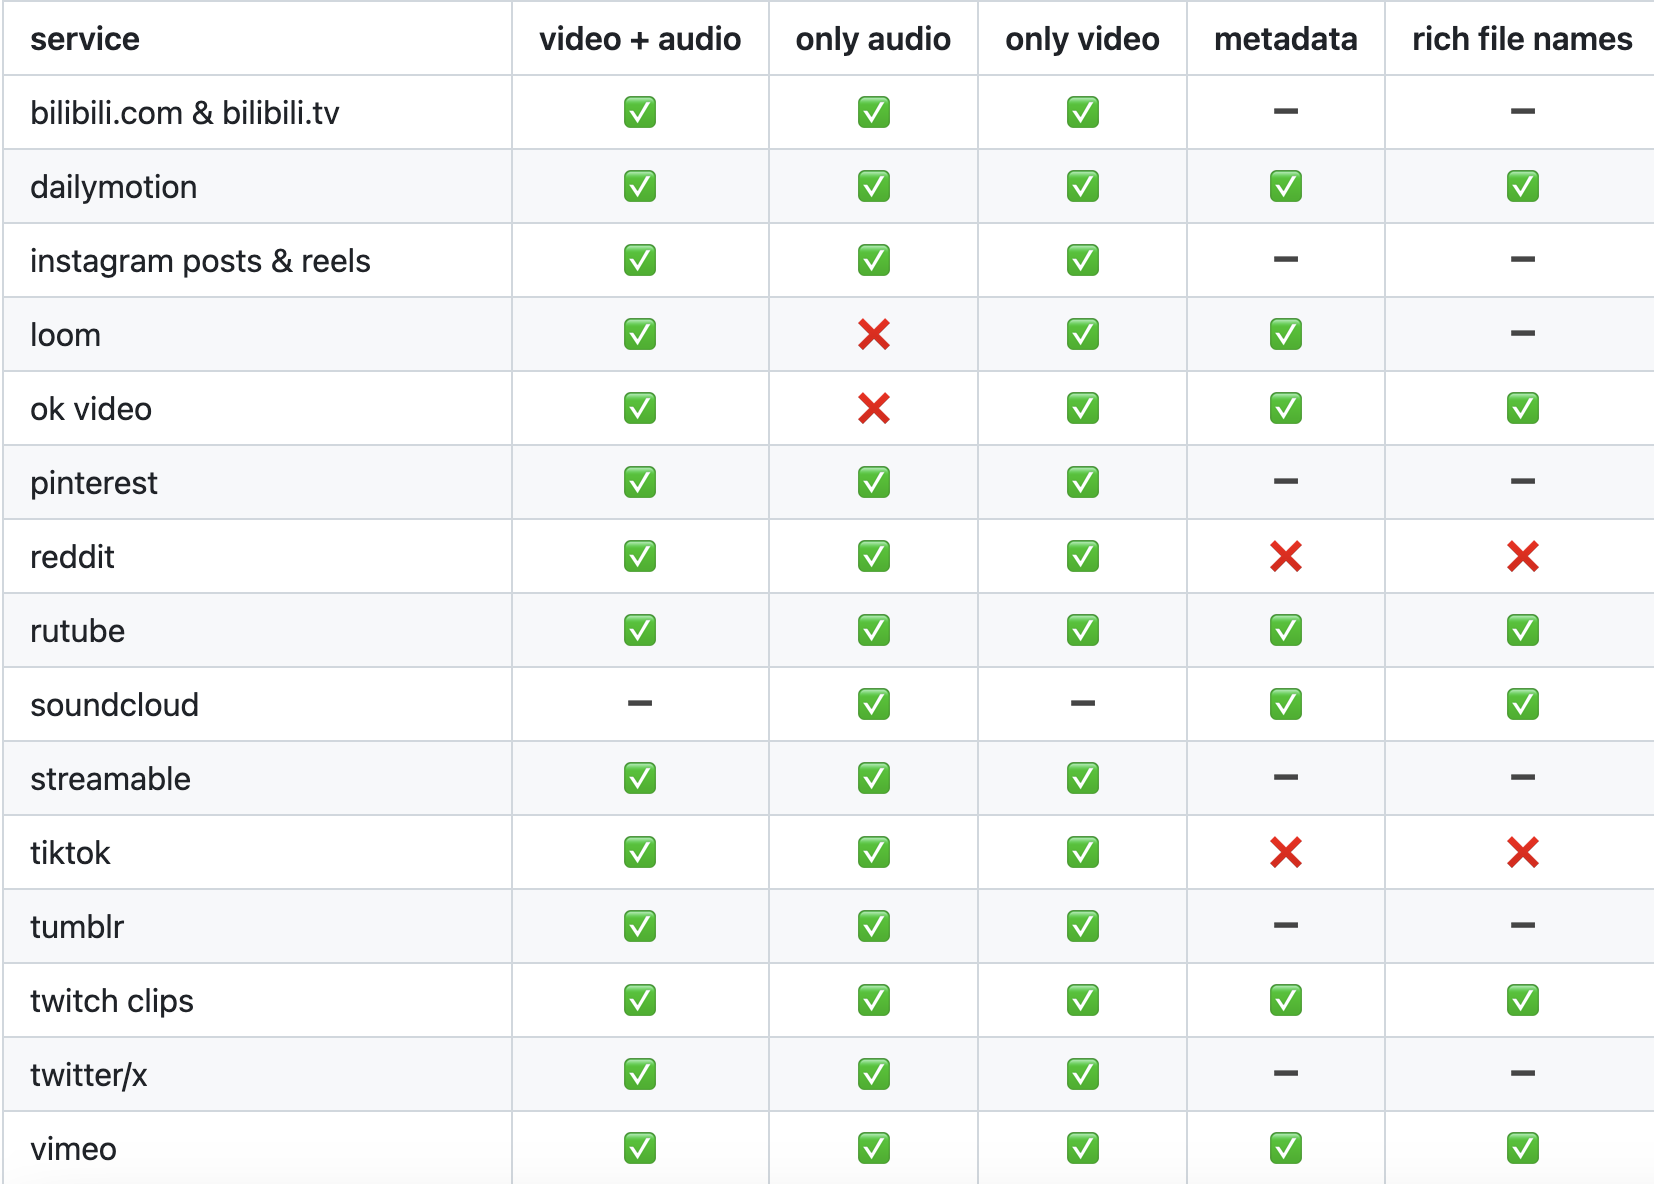 service video + audio only audio only video metadata rich file names
bilibili.com & bilibili.tv ✅ ✅ ✅ ➖ ➖
dailymotion ✅ ✅ ✅ ✅ ✅
instagram posts & reels ✅ ✅ ✅ ➖ ➖
loom ✅ ❌ ✅ ✅ ➖
ok video ✅ ❌ ✅ ✅ ✅
pinterest ✅ ✅ ✅ ➖ ➖
reddit ✅ ✅ ✅ ❌ ❌
rutube ✅ ✅ ✅ ✅ ✅
soundcloud ➖ ✅ ➖ ✅ ✅
streamable ✅ ✅ ✅ ➖ ➖
tiktok ✅ ✅ ✅ ❌ ❌
tumblr ✅ ✅ ✅ ➖ ➖
twitch clips ✅ ✅ ✅ ✅ ✅
twitter/x ✅ ✅ ✅ ➖ ➖
vimeo ✅ ✅ ✅ ✅ ✅